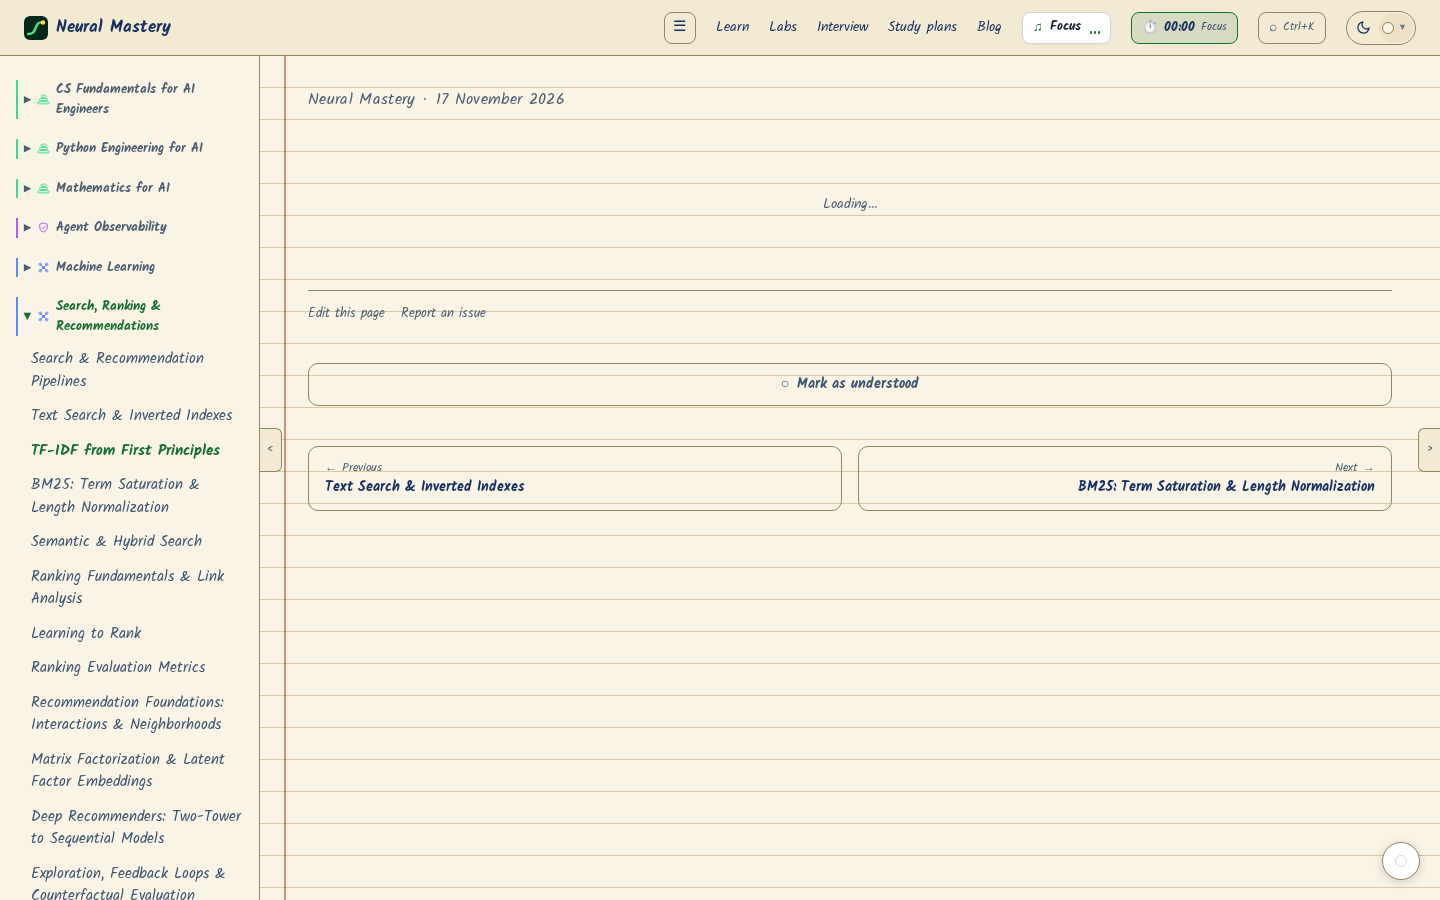 Neural Mastery
☰
Learn
Labs
Interview
Study plans
Blog
♫ Focus ...
⏱ 00:00 Focus
⌕ Ctrl+K
▼
▶ CS Fundamentals for AI
Engineers
▶ Python Engineering for AI
▶ Mathematics for AI
▶ Agent Observability
▶ Machine Learning
▼ Search, Ranking &
Recommendations
Search & Recommendation
Pipelines
Text Search & Inverted Indexes
TF-IDF from First Principles
BM25: Term Saturation &
Length Normalization
Semantic & Hybrid Search
Ranking Fundamentals & Link
Analysis
Learning to Rank
Ranking Evaluation Metrics
Recommendation Foundations:
Interactions & Neighborhoods
Matrix Factorization & Latent
Factor Embeddings
Deep Recommenders: Two-Tower
to Sequential Models
Exploration, Feedback Loops &
Counterfactual Evaluation
<
Neural Mastery · 17 November 2026
Loading...
Edit this page Report an issue
○ Mark as understood
← Previous
Text Search & Inverted Indexes
Next →
BM25: Term Saturation & Length Normalization
>